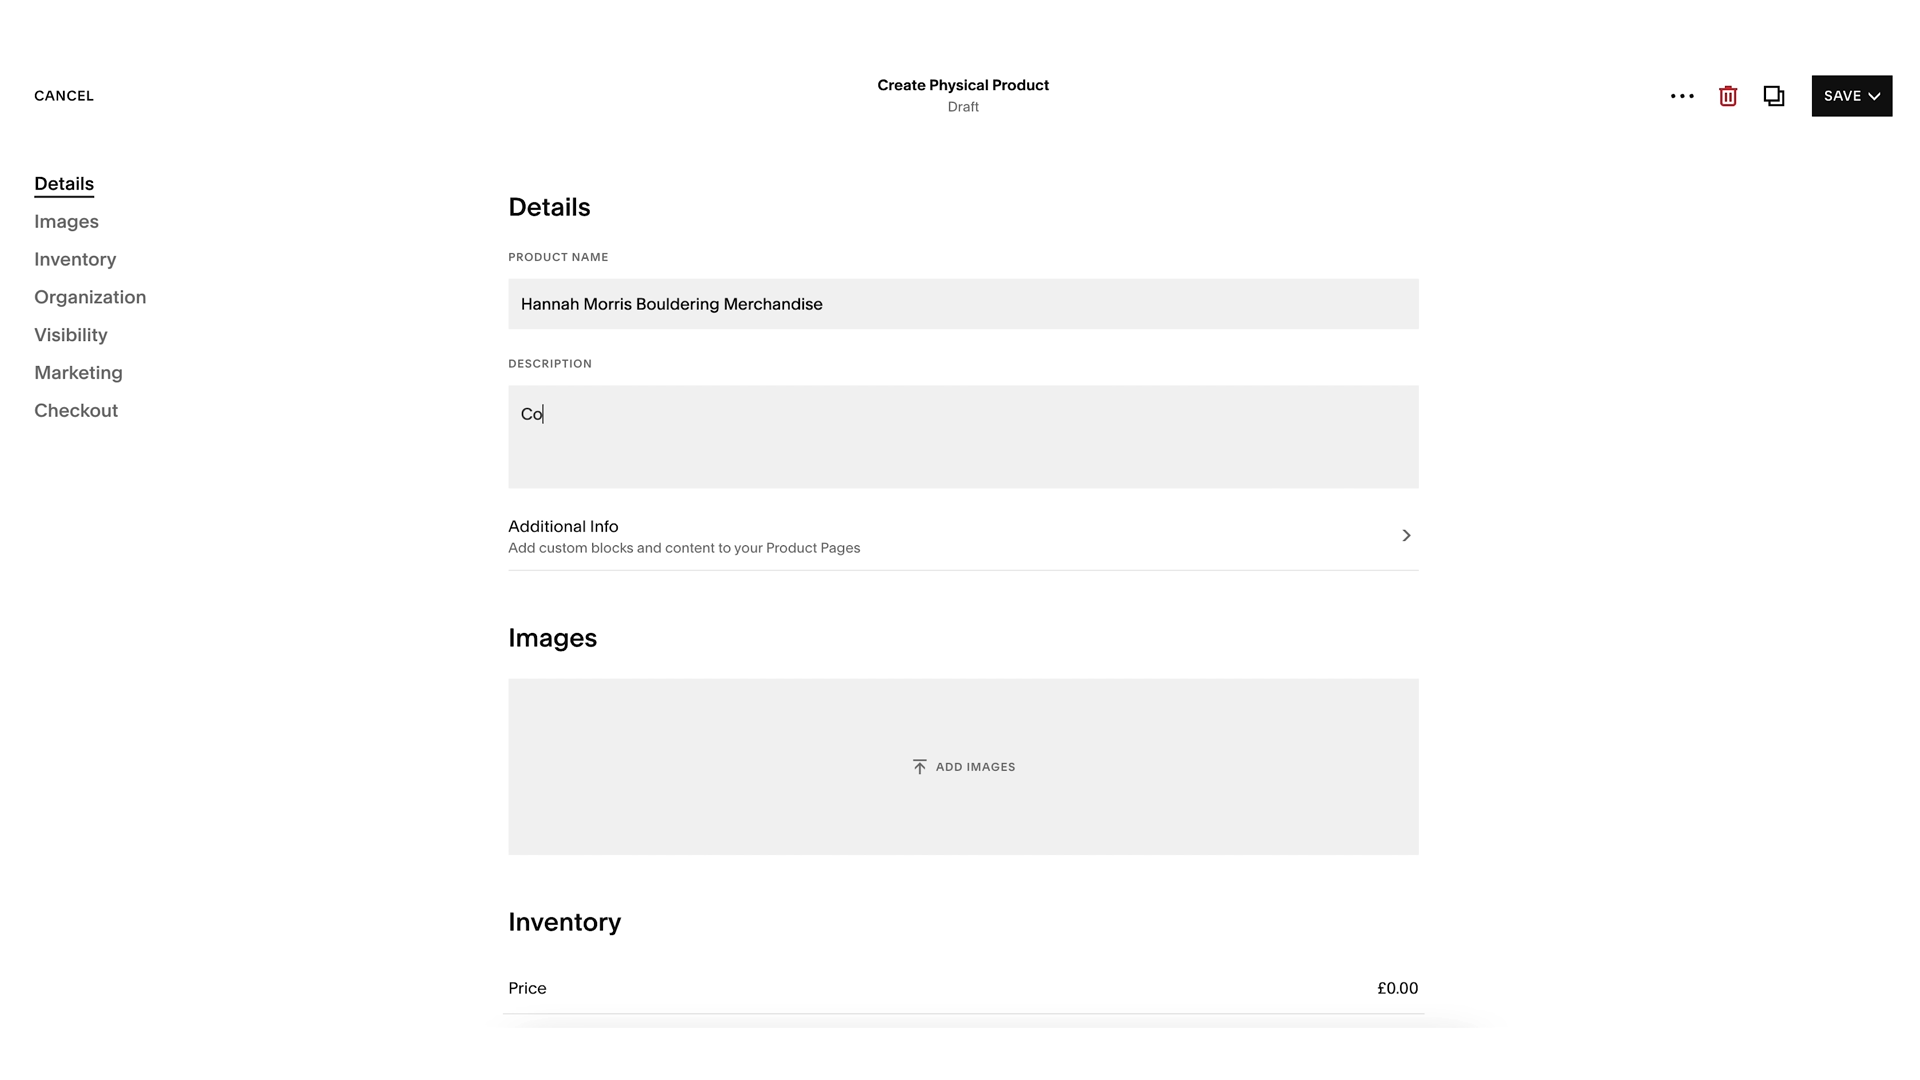 CANCEL
Create Physical Product
Draft
SAVE
Details
Images
Inventory
Organization
Visibility
Marketing
Checkout
Details
PRODUCT NAME
Hannah Morris Bouldering Merchandise
DESCRIPTION
Co
Additional Info
Add custom blocks and content to your Product Pages
Images
ADD IMAGES
Inventory
Price £0.00